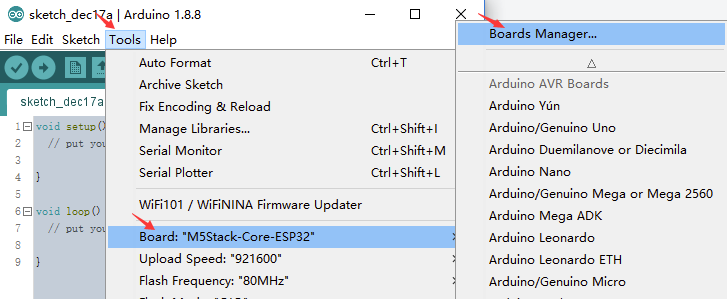 sketch_dec17a | Arduino 1.8.8
File Edit Sketch Tools Help
sketch_dec17a
1 void setup()
2 // put you
3
4 }
5
6 void loop()
7 // put you
8
9 }
Auto Format Ctrl+T
Archive Sketch
Fix Encoding & Reload
Manage Libraries... Ctrl+Shift+I
Serial Monitor Ctrl+Shift+M
Serial Plotter Ctrl+Shift+L
WiFi101 / WiFiNINA Firmware Updater
Board: "M5Stack-Core-ESP32"
Upload Speed: "921600"
Flash Frequency: "80MHz"
Boards Manager...
Arduino AVR Boards
Arduino Yún
Arduino/Genuino Uno
Arduino Duemilanove or Diecimila
Arduino Nano
Arduino/Genuino Mega or Mega 2560
Arduino Mega ADK
Arduino Leonardo
Arduino Leonardo ETH
Arduino/Genuino Micro